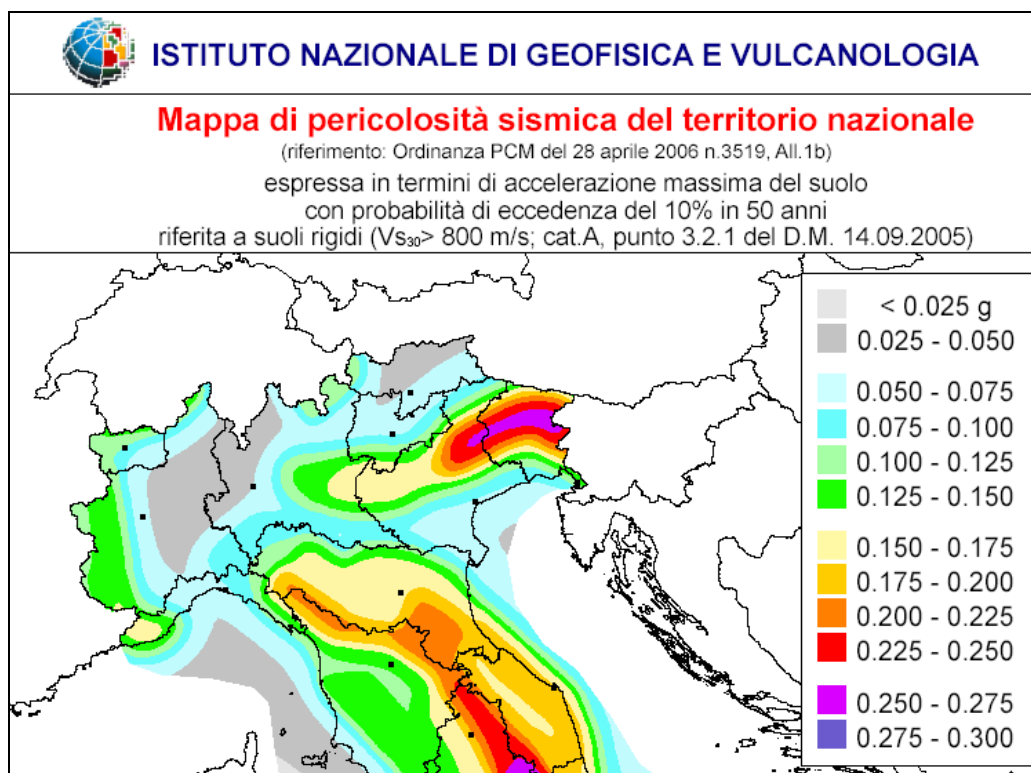 ISTITUTO NAZIONALE DI GEOFISICA E VULCANOLOGIA
Mappa di pericolosità sismica del territorio nazionale
(riferimento: Ordinanza PCM del 28 aprile 2006 n.3519, All.1b)
espressa in termini di accelerazione massima del suolo
con probabilità di eccedenza del 10% in 50 anni
riferita a suoli rigidi (Vs30> 800 m/s; cat.A, punto 3.2.1 del D.M. 14.09.2005)
< 0.025 g
0.025 - 0.050
0.050 - 0.075
0.075 - 0.100
0.100 - 0.125
0.125 - 0.150
0.150 - 0.175
0.175 - 0.200
0.200 - 0.225
0.225 - 0.250
0.250 - 0.275
0.275 - 0.300